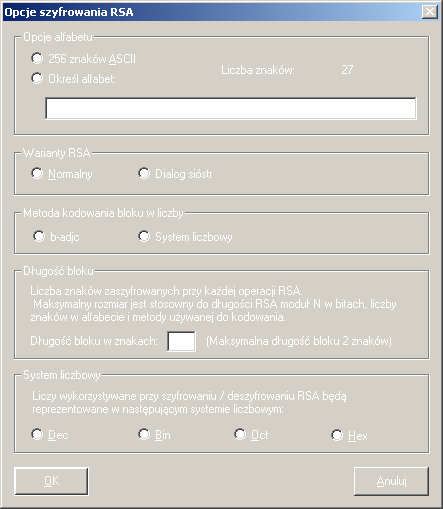 Opcje szyfrowania RSA
Opcje alfabetu
256 znaków ASCII
Określ alfabet:
Liczba znaków: 27
Warianty RSA
Normalny
Dialog sióstr
Metoda kodowania bloku w liczby
b-adjc
System liczbowy
Długość bloku
Liczba znaków zaszyfrowanych przy każdej operacji RSA.
Maksymalny rozmiar jest stosowny do długości RSA moduł N w bitach, liczby
znaków w alfabecie i metody używanej do kodowania.
Długość bloku w znakach: (Maksymalna długość bloku 2 znaków)
System liczbowy
Liczy wykorzystywane przy szyfrowaniu / deszyfrowaniu RSA będą
reprezentowane w następującym systemie liczbowym:
Dec Bin Oct Hex
OK Anuluj